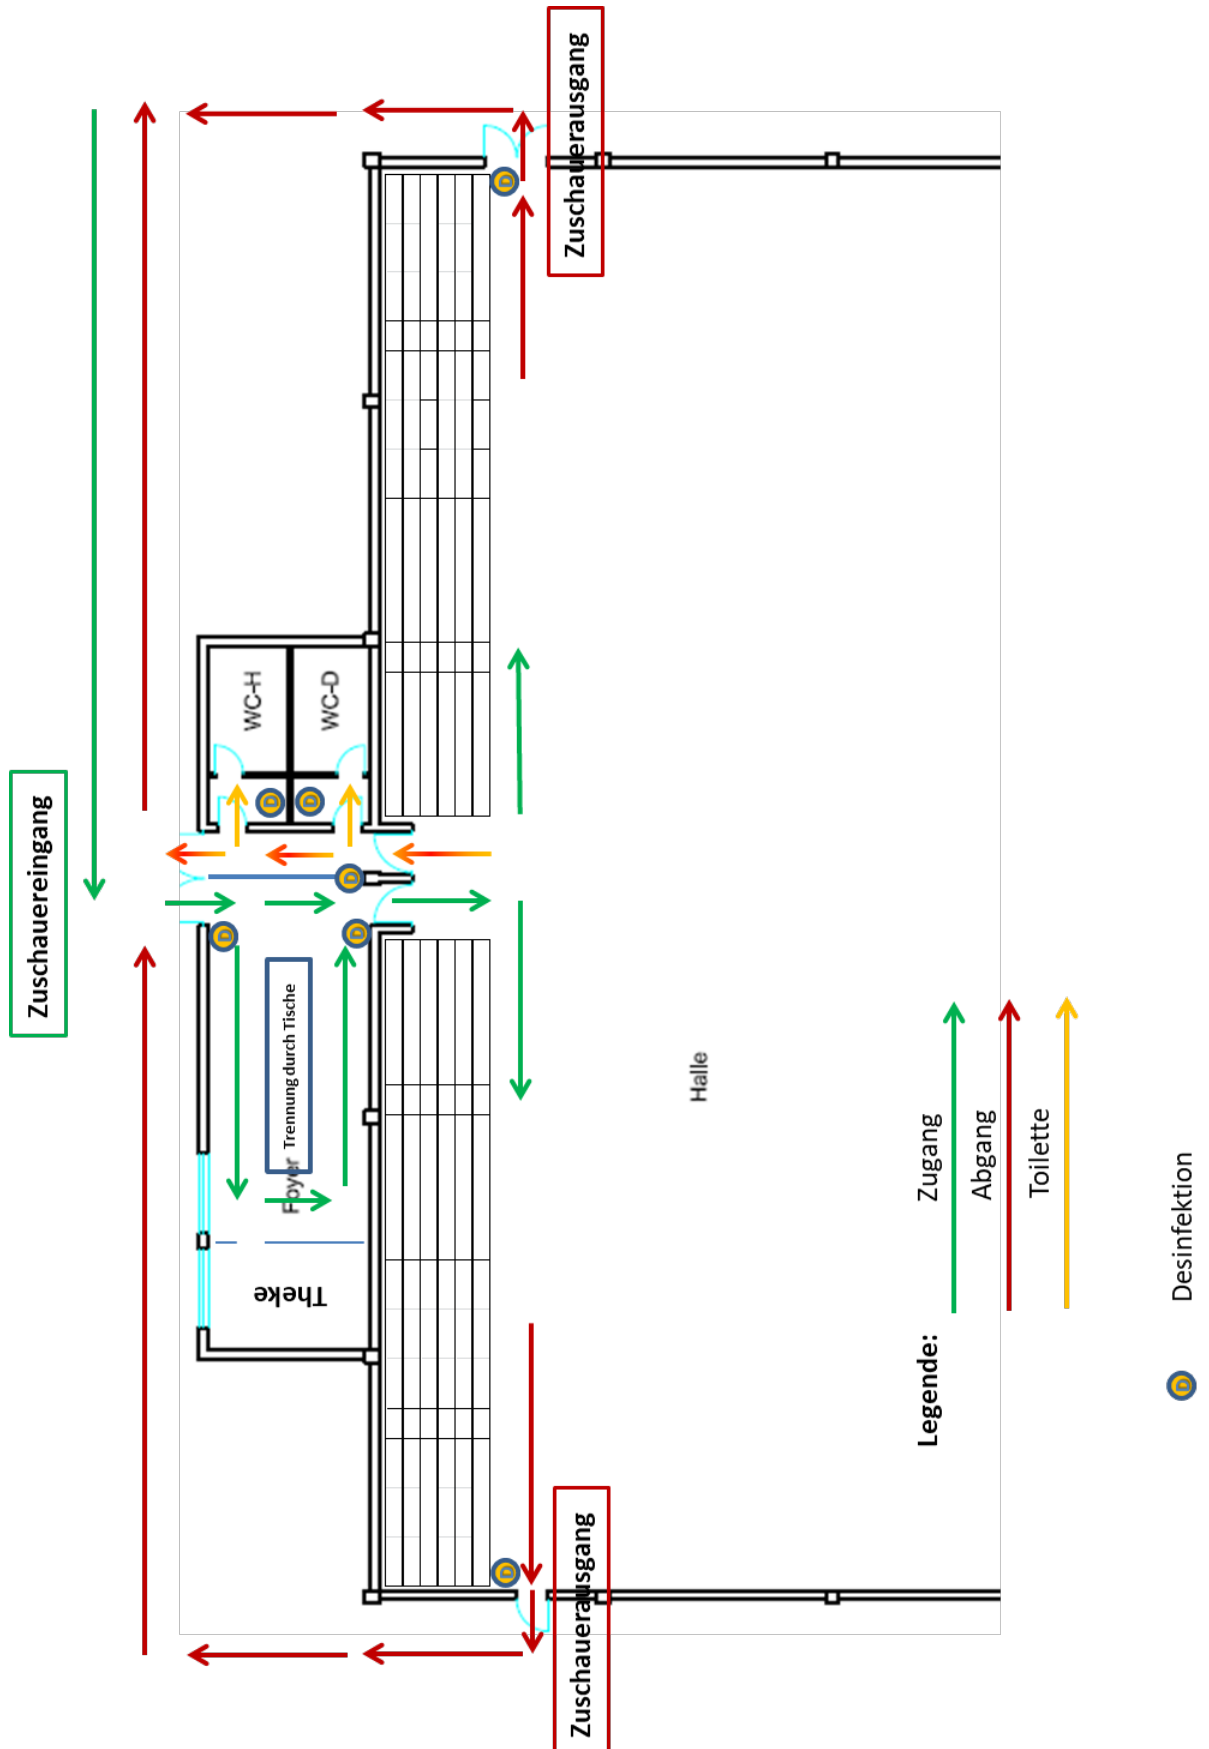 Zuschauereingang
Zuschauerausgang
Zuschauerausgang
WC-H
WC-D
D
D
D
D
D
D
D
Trennung durch Tische
Foyer
Theke
Halle
Legende:
Zugang
Abgang
Toilette
D
Desinfektion